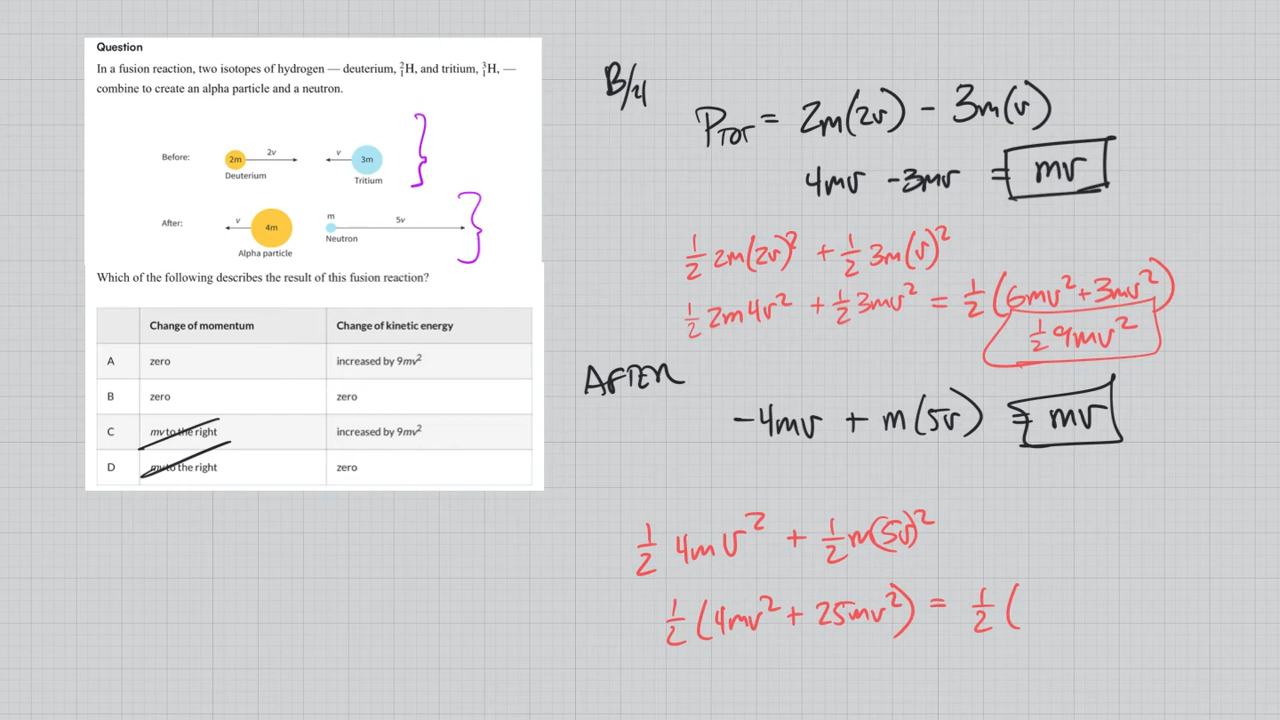 Question
In a fusion reaction, two isotopes of hydrogen — deuterium, ²₁H, and tritium, ³₁H, —
combine to create an alpha particle and a neutron.
Before:
2m
2v
v
3m
Deuterium
Tritium
After:
v
4m
m
5v
Alpha particle
Neutron
Which of the following describes the result of this fusion reaction?
Change of momentum Change of kinetic energy
A zero increased by 9mv²
B zero zero
C mv to the right increased by 9mv²
D mv to the right zero
B/4
P_TOT = 2m(2v) - 3m(v)
4mv - 3mv = mv
½ 2m(2v)² + ½ 3m(v)²
½ 2m4v² + ½ 3mv² = ½ (6mv² + 3mv²)
½ 9mv²
AFTER
-4mv + m(5v) = mv
½ 4mv² + ½ m(5v)²
½ (4mv² + 25mv²) = ½ (